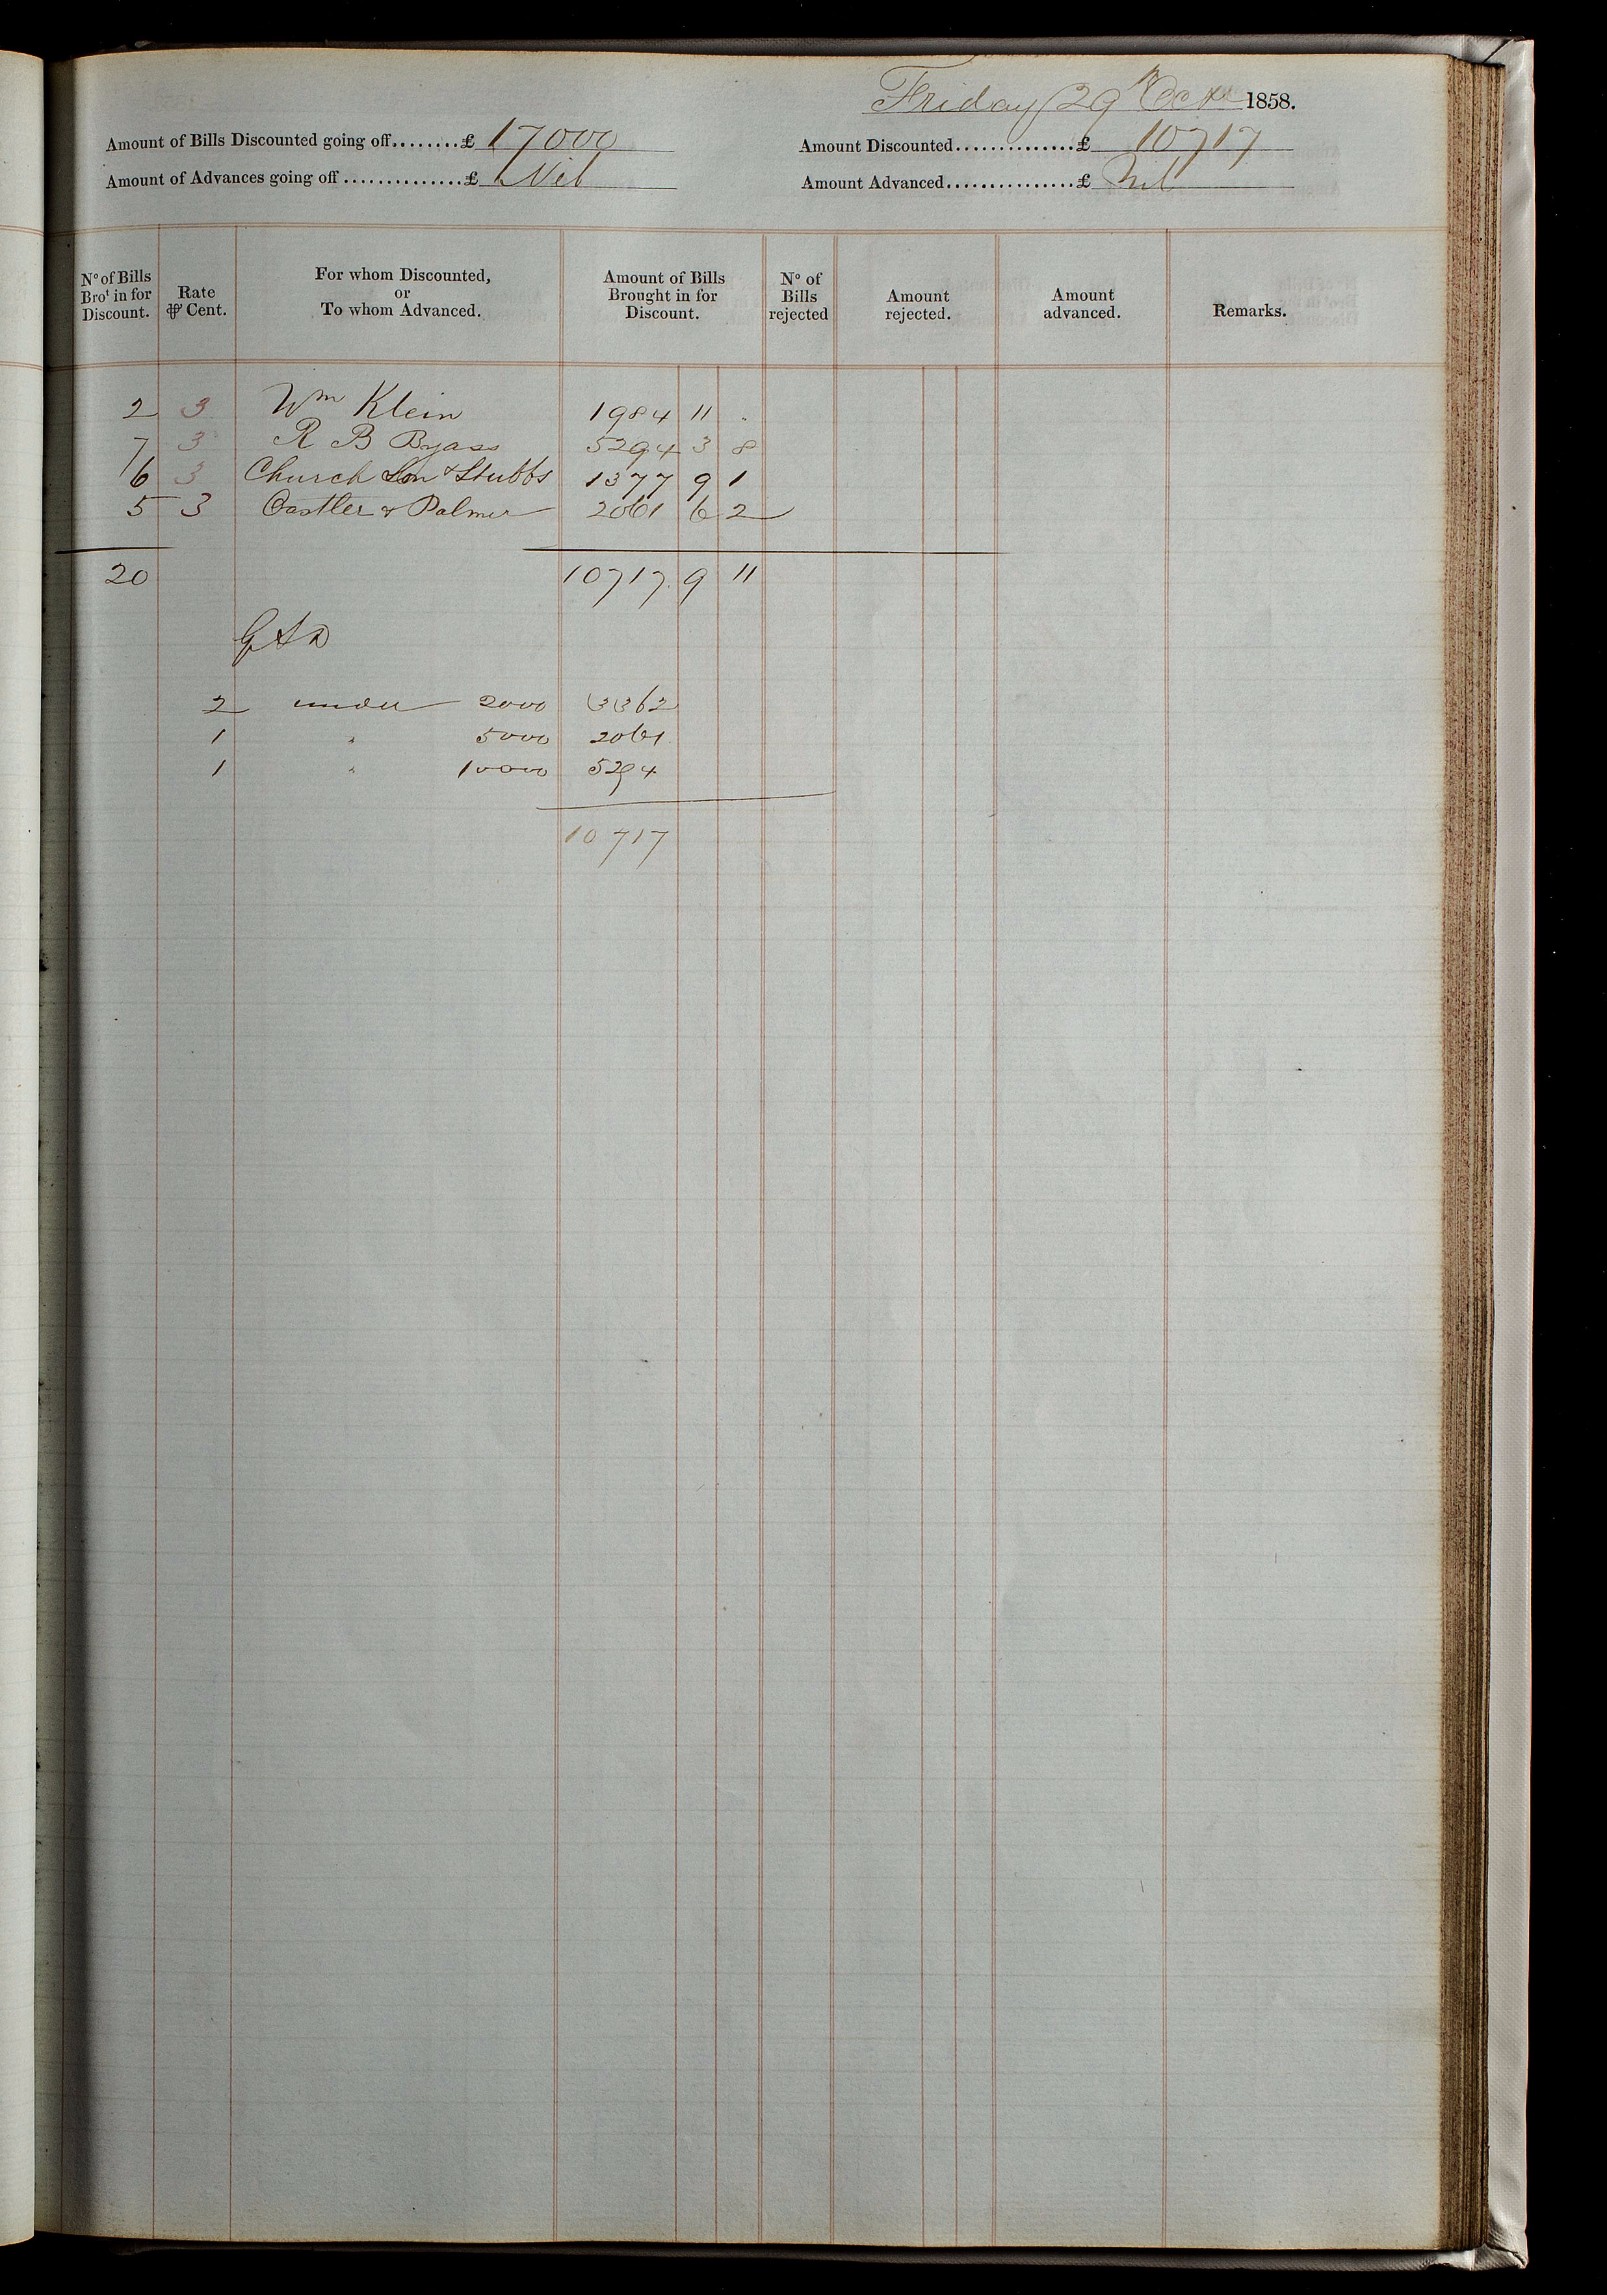 Friday 29th Octr 1858.
Amount of Bills Discounted going off........£ 17000
Amount Discounted..............£ 10717
Amount of Advances going off..............£ Nil
Amount Advanced...............£ Nil
No of Bills Brot in for Discount.
Rate ⅌ Cent.
For whom Discounted, or To whom Advanced.
Amount of Bills Brought in for Discount.
No of Bills rejected
Amount rejected.
Amount advanced.
Remarks.
2 3 Wm Klein 1984 11 "
7 3 R B Byass 5294 3 8
6 3 Church Son & Stubbs 1377 9 1
5 3 Oastler & Palmer 2061 6 2
20 10717 9 11
2 under 2000 3362
1 " 5000 2061
1 " 10000 5294
10717